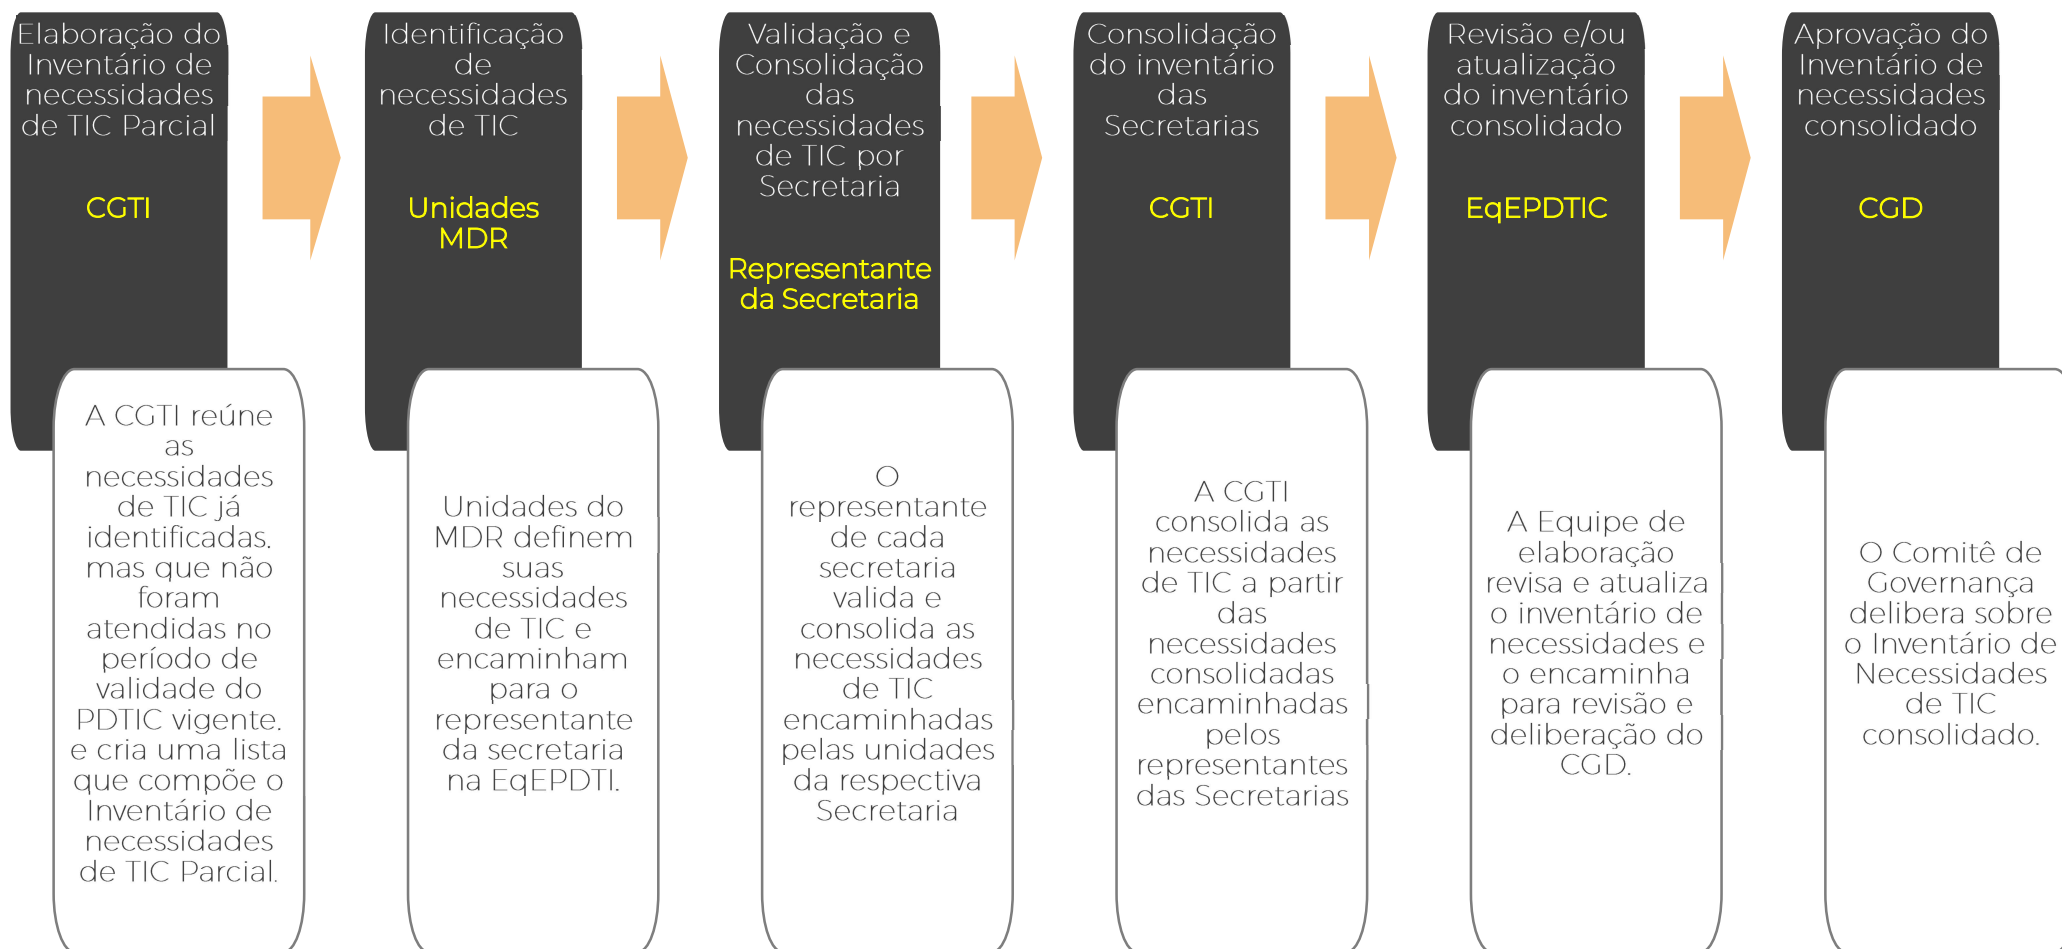 Elaboração do
Inventário de
necessidades
de TIC Parcial
CGTI
A CGTI reúne
as
necessidades
de TIC já
identificadas,
mas que não
foram
atendidas no
período de
validade do
PDTIC vigente,
e cria uma lista
que compõe o
Inventário de
necessidades
de TIC Parcial.
Identificação
de
necessidades
de TIC
Unidades
MDR
Unidades do
MDR definem
suas
necessidades
de TIC e
encaminham
para o
representante
da secretaria
na EqEPDTI.
Validação e
Consolidação
das
necessidades
de TIC por
Secretaria
Representante
da Secretaria
O
representante
de cada
secretaria
valida e
consolida as
necessidades
de TIC
encaminhadas
pelas unidades
da respectiva
Secretaria
Consolidação
do inventário
das
Secretarias
CGTI
A CGTI
consolida as
necessidades
de TIC a partir
das
necessidades
consolidadas
encaminhadas
pelos
representantes
das Secretarias
Revisão e/ou
atualização
do inventário
consolidado
EqEPDTIC
A Equipe de
elaboração
revisa e atualiza
o inventário de
necessidades e
o encaminha
para revisão e
deliberação do
CGD.
Aprovação do
Inventário de
necessidades
consolidado
CGD
O Comitê de
Governança
delibera sobre
o Inventário de
Necessidades
de TIC
consolidado.